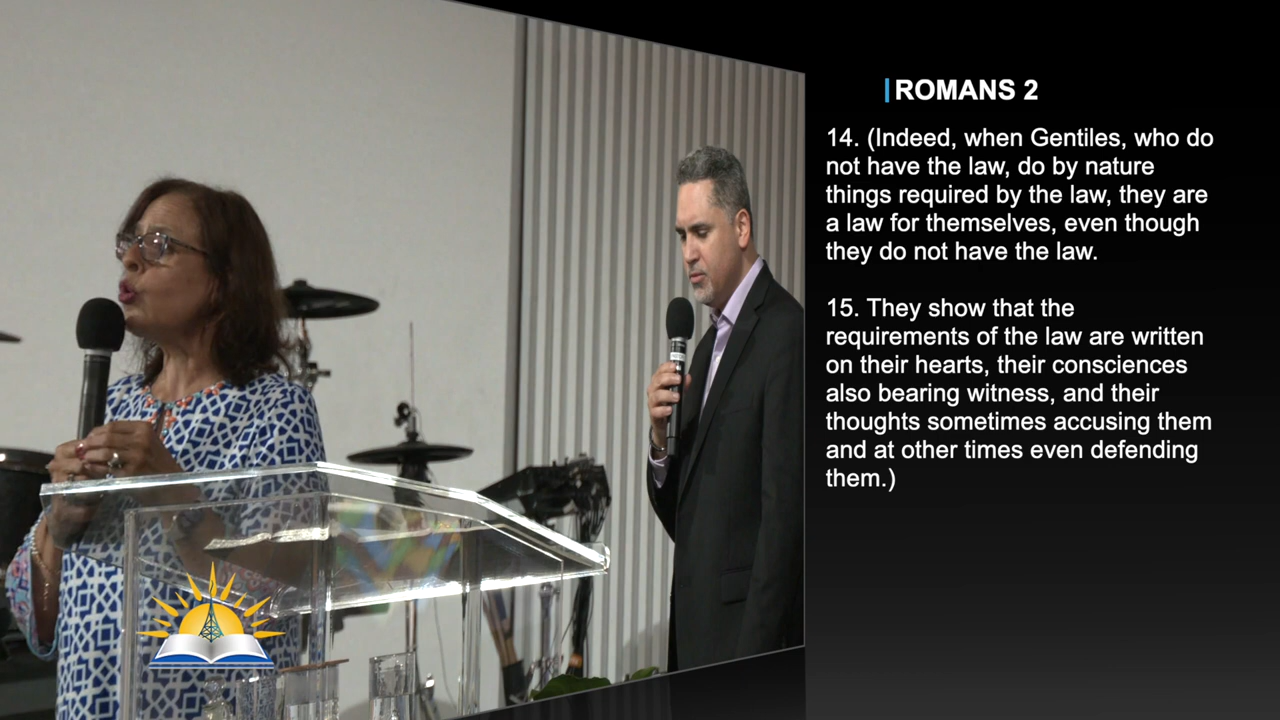 ROMANS 2
14. (Indeed, when Gentiles, who do
not have the law, do by nature
things required by the law, they are
a law for themselves, even though
they do not have the law.
15. They show that the
requirements of the law are written
on their hearts, their consciences
also bearing witness, and their
thoughts sometimes accusing them
and at other times even defending
them.)